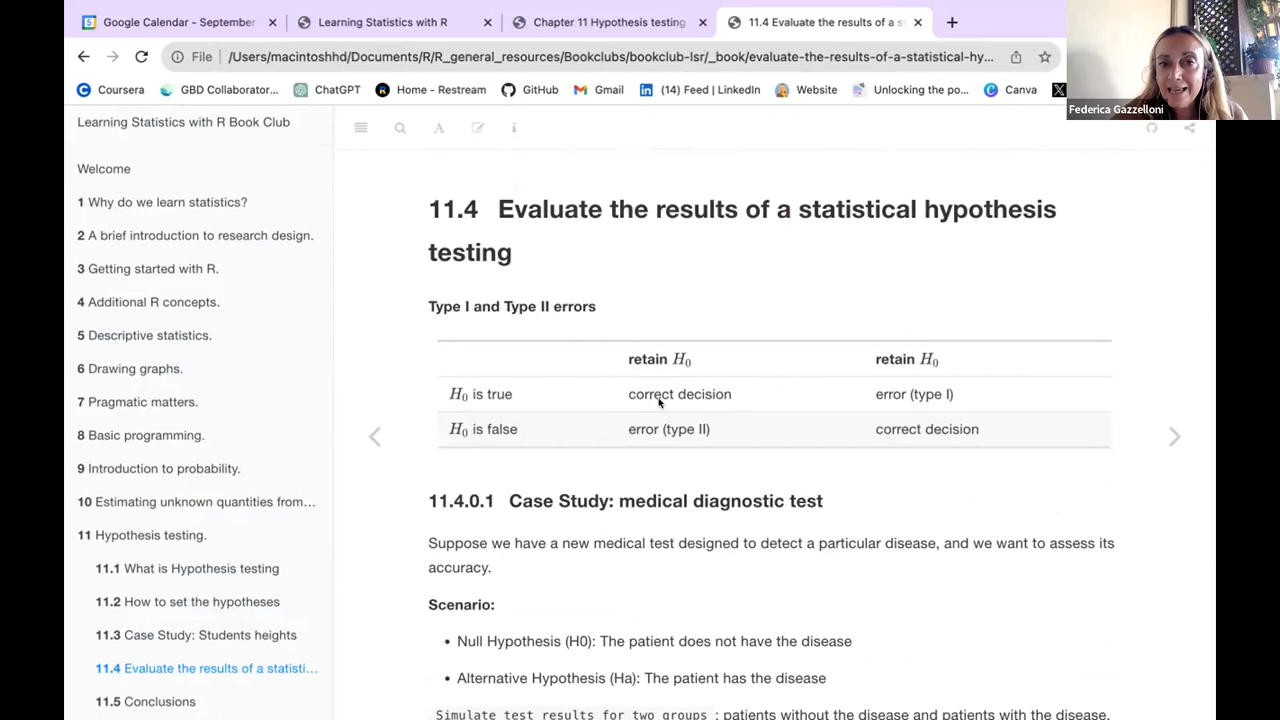 Google Calendar - September
Learning Statistics with R
Chapter 11 Hypothesis testing
11.4 Evaluate the results of a s
File
/Users/macintoshhd/Documents/R/R_general_resources/Bookclubs/bookclub-lsr/_book/evaluate-the-results-of-a-statistical-hy...
Coursera
GBD Collaborator...
ChatGPT
Home - Restream
GitHub
Gmail
(14) Feed | LinkedIn
Website
Unlocking the po...
Canva
Federica Gazzelloni
Learning Statistics with R Book Club
Welcome
1 Why do we learn statistics?
2 A brief introduction to research design.
3 Getting started with R.
4 Additional R concepts.
5 Descriptive statistics.
6 Drawing graphs.
7 Pragmatic matters.
8 Basic programming.
9 Introduction to probability.
10 Estimating unknown quantities from...
11 Hypothesis testing.
11.1 What is Hypothesis testing
11.2 How to set the hypotheses
11.3 Case Study: Students heights
11.4 Evaluate the results of a statisti...
11.5 Conclusions
11.4 Evaluate the results of a statistical hypothesis
testing
Type I and Type II errors
retain H0 retain H0
H0 is true correct decision error (type I)
H0 is false error (type II) correct decision
11.4.0.1 Case Study: medical diagnostic test
Suppose we have a new medical test designed to detect a particular disease, and we want to assess its
accuracy.
Scenario:
• Null Hypothesis (H0): The patient does not have the disease
• Alternative Hypothesis (Ha): The patient has the disease
Simulate test results for two groups : patients without the disease and patients with the disease.